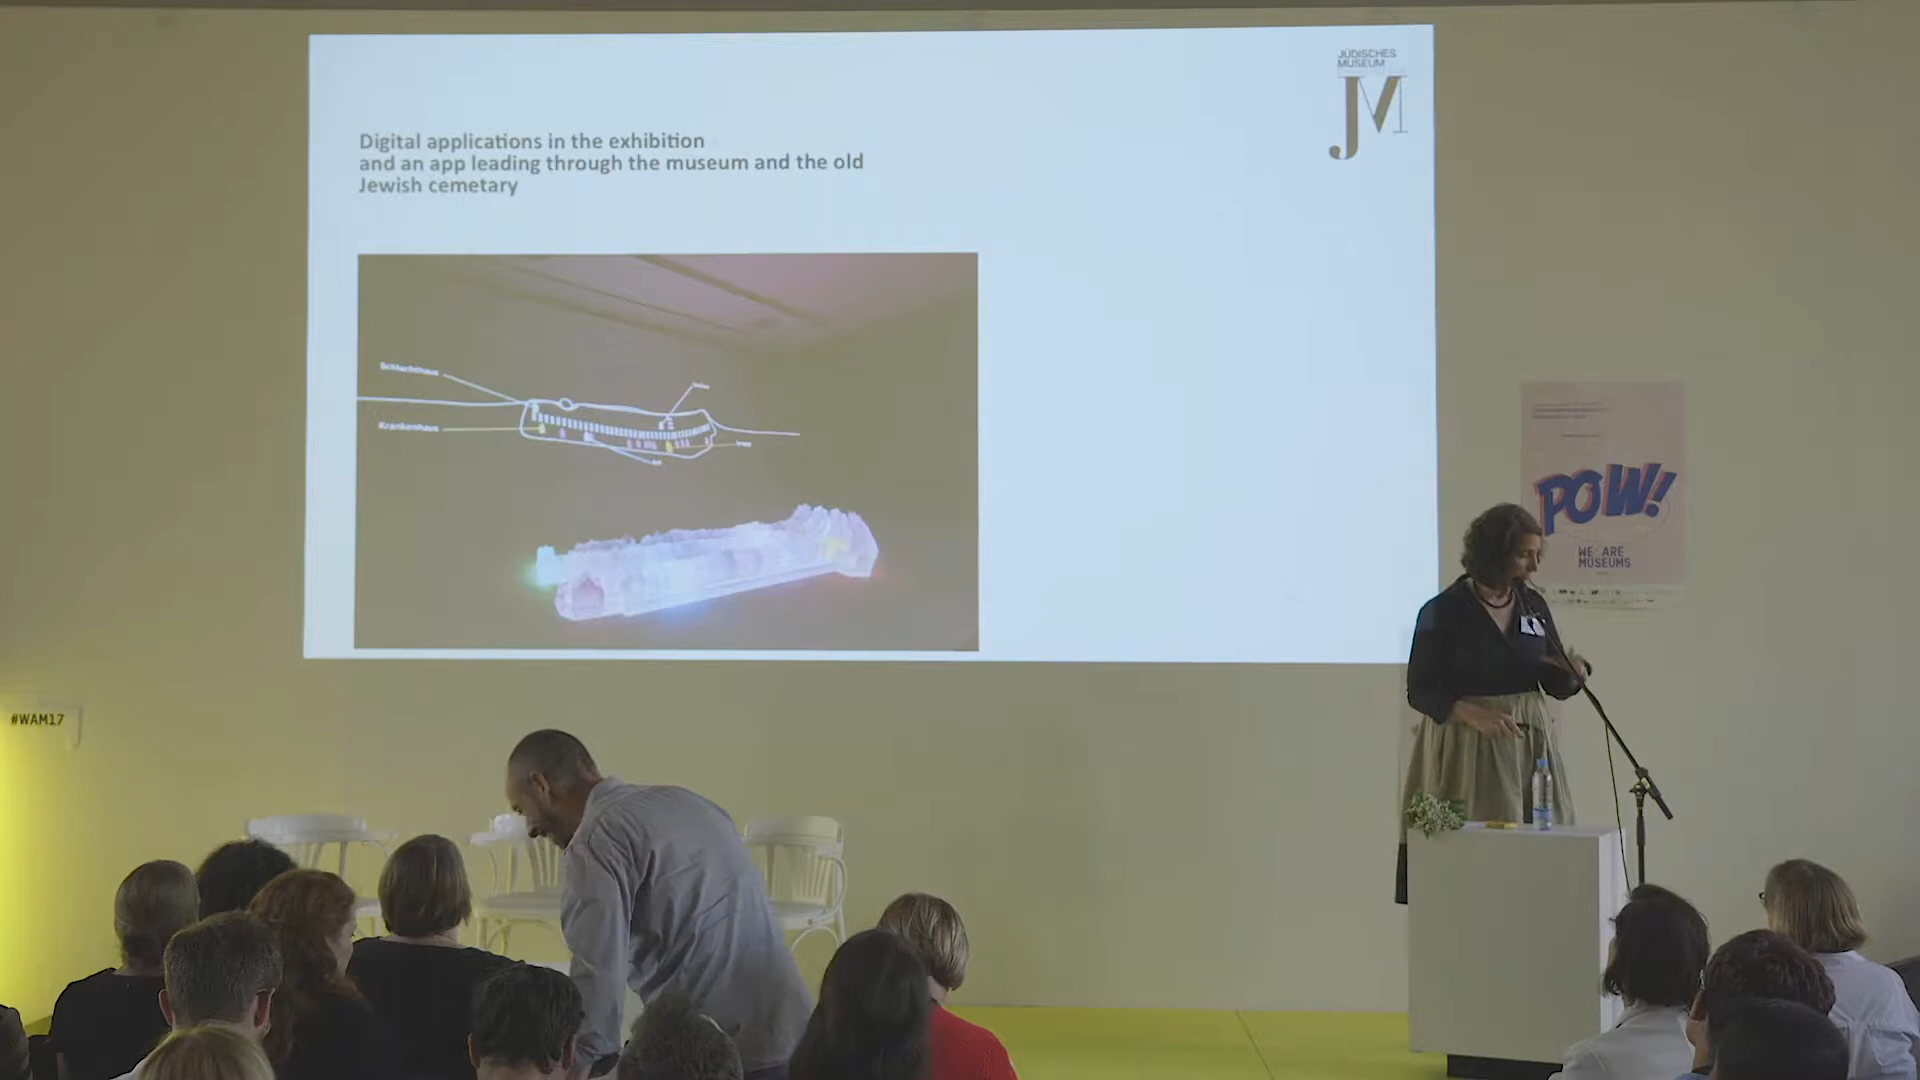 JÜDISCHES
MUSEUM
JM
Digital applications in the exhibition
and an app leading through the museum and the old
Jewish cemetary
Schlachthaus
Krankenhaus
POW!
WE ARE
MUSEUMS
#WAM17